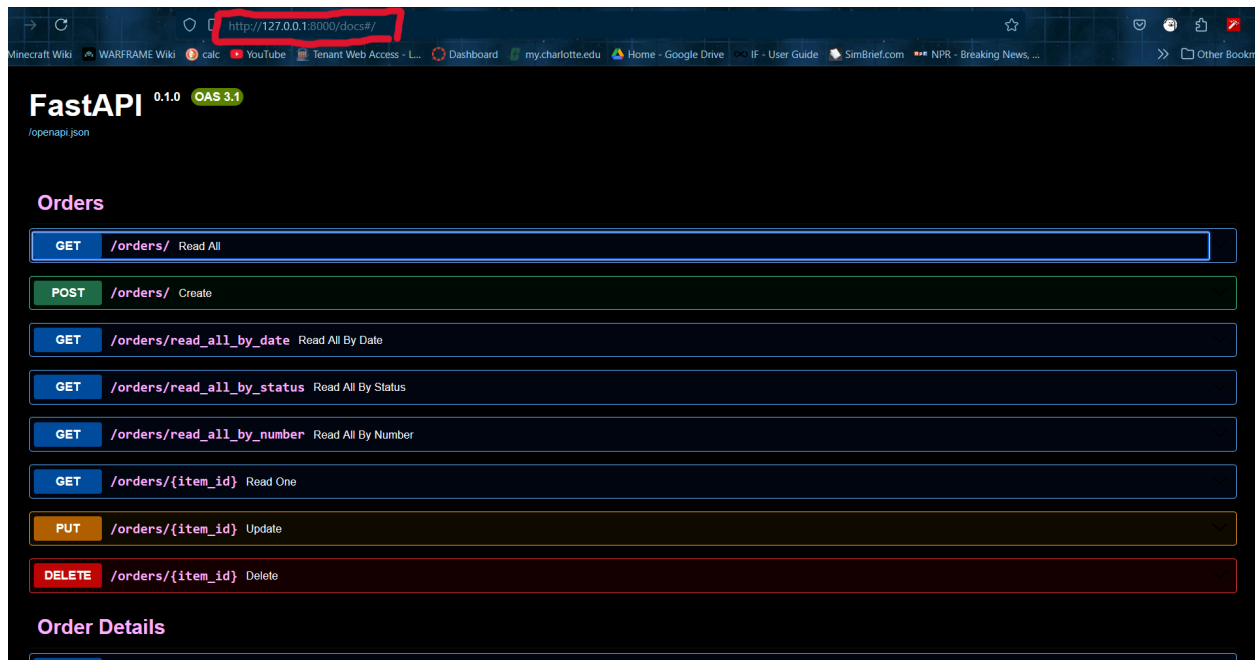 http://127.0.0.1:8000/docs#/
Minecraft Wiki WARFRAME Wiki calc YouTube Tenant Web Access - L... Dashboard my.charlotte.edu Home - Google Drive IF - User Guide SimBrief.com NPR - Breaking News, ... Other Bookm
FastAPI 0.1.0 OAS 3.1
/openapi.json
Orders
GET /orders/ Read All
POST /orders/ Create
GET /orders/read_all_by_date Read All By Date
GET /orders/read_all_by_status Read All By Status
GET /orders/read_all_by_number Read All By Number
GET /orders/{item_id} Read One
PUT /orders/{item_id} Update
DELETE /orders/{item_id} Delete
Order Details